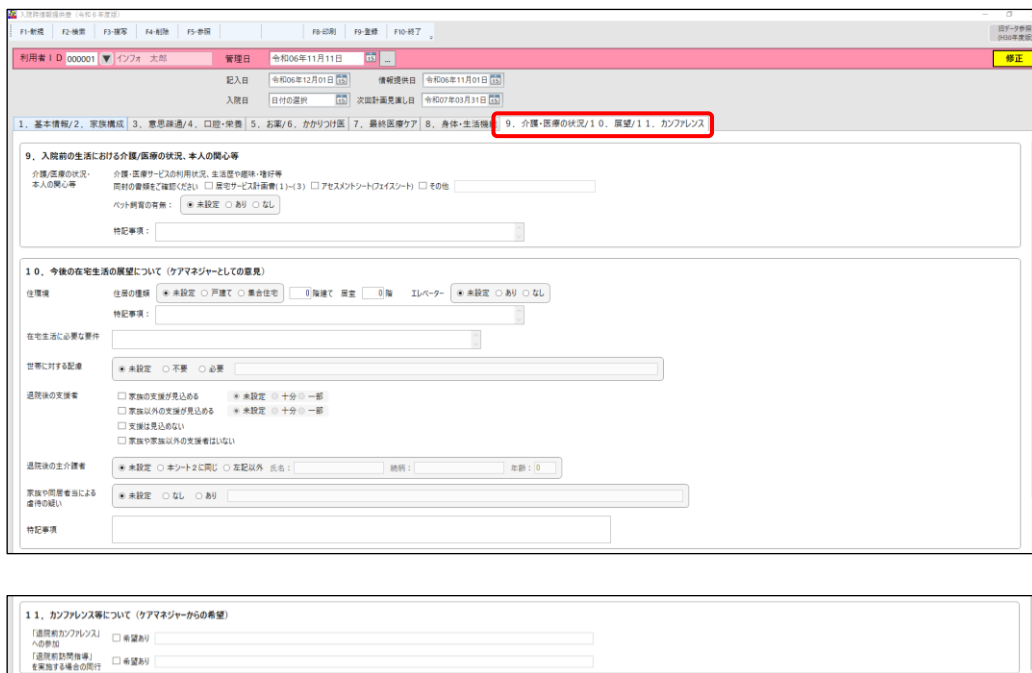 入院時情報提供書（令和６年度版）
F1-新規 F2-検索 F3-複写 F4-削除 F5-参照 F8-印刷 F9-登録 F10-終了
旧データ参照
(H30年度版)
利用者ＩＤ 000001 インフォ 太郎 管理日 令和06年11月11日 15 ... 修正
記入日 令和06年12月01日 15 情報提供日 令和06年11月01日 15
入院日 日付の選択 15 次回計画見直し日 令和07年03月31日 15
1．基本情報/2．家族構成 3．意思疎通/4．口腔・栄養 5．お薬/6．かかりつけ医 7．最終医療ケア 8．身体・生活機能 9．介護・医療の状況/10．展望/11．カンファレンス
９．入院前の生活における介護/医療の状況、本人の関心等
介護/医療の状況・ 介護・医療サービスの利用状況、生活歴や趣味・嗜好等
本人の関心等 同封の書類をご確認ください 居宅サービス計画書(1)-(3) アセスメントシート(フェイスシート) その他
ペット飼育の有無： 未設定 あり なし
特記事項：
１０．今後の在宅生活の展望について（ケアマネジャーとしての意見）
住環境 住居の種類 未設定 戸建て 集合住宅 0 階建て 居室 0 階 エレベーター 未設定 あり なし
特記事項：
在宅生活に必要な要件
世帯に対する配慮 未設定 不要 必要
退院後の支援者 家族の支援が見込める 未設定 十分 一部
家族以外の支援が見込める 未設定 十分 一部
支援は見込めない
家族や家族以外の支援者はいない
退院後の主介護者 未設定 本シート２に同じ 左記以外 氏名： 続柄： 年齢： 0
家族や同居者当による
虐待の疑い 未設定 なし あり
特記事項
１１．カンファレンス等について（ケアマネジャーからの希望）
「退院前カンファレンス」
への参加 希望あり
「退院前訪問指導」
を実施する場合の同行 希望あり